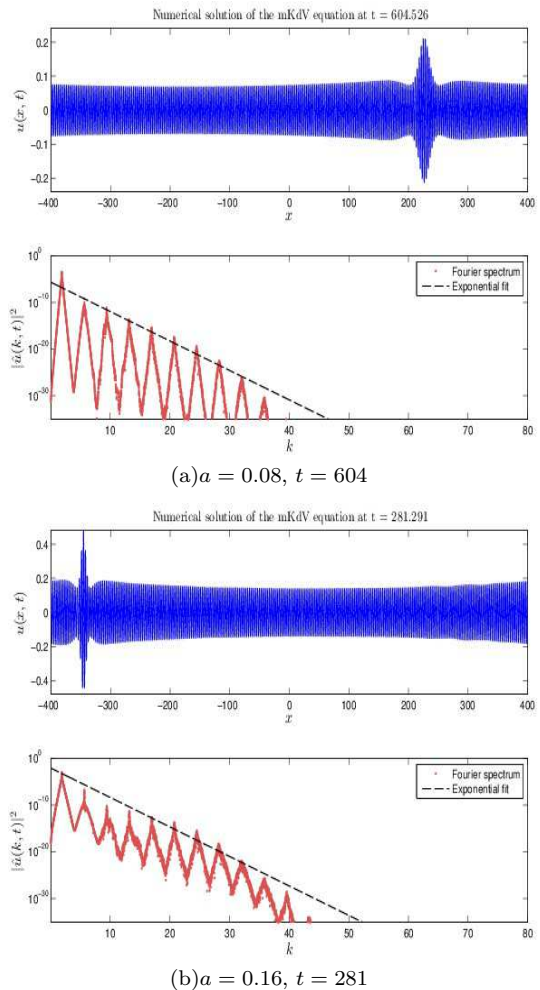 Numerical solution of the mKdV equation at t = 604.526
0.2
0.1
0
−0.1
−0.2
u(x, t)
−400 −300 −200 −100 0 100 200 300 400
x
10^0
10^−10
10^−20
10^−30
|û(k, t)|^2
Fourier spectrum
Exponential fit
10 20 30 40 50 60 70 80
k
(a)a = 0.08, t = 604
Numerical solution of the mKdV equation at t = 281.291
0.4
0.2
0
−0.2
−0.4
u(x, t)
−400 −300 −200 −100 0 100 200 300 400
x
10^0
10^−10
10^−20
10^−30
|û(k, t)|^2
Fourier spectrum
Exponential fit
10 20 30 40 50 60 70 80
k
(b)a = 0.16, t = 281